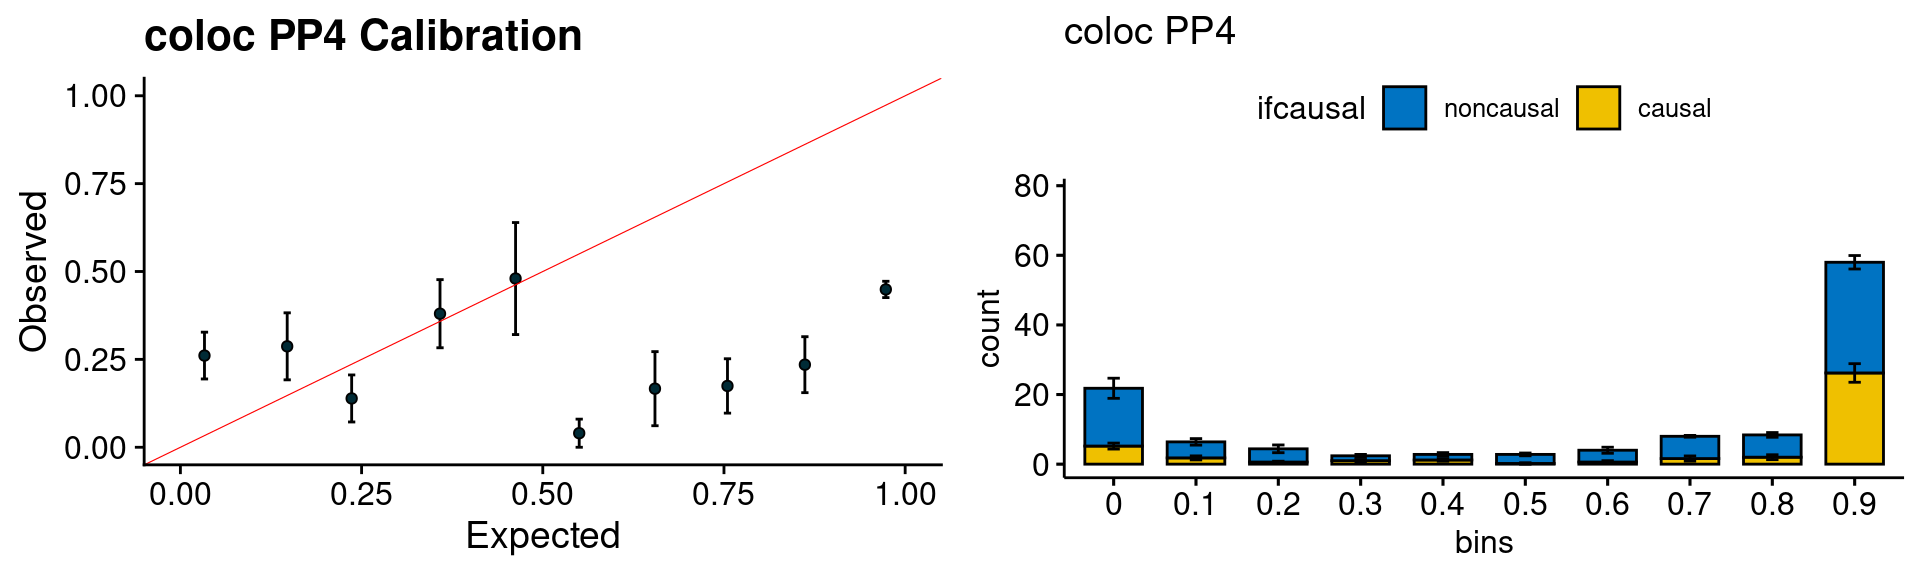 coloc PP4 Calibration
1.00
0.75
0.50
0.25
0.00
Observed
0.00 0.25 0.50 0.75 1.00
Expected
coloc PP4
ifcausal noncausal causal
80
60
40
20
0
count
0 0.1 0.2 0.3 0.4 0.5 0.6 0.7 0.8 0.9
bins